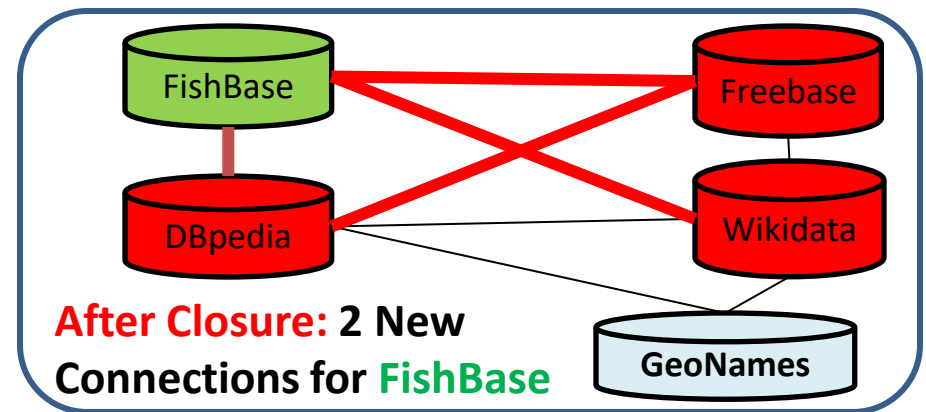 FishBase
Freebase
DBpedia
Wikidata
After Closure: 2 New
Connections for FishBase
GeoNames